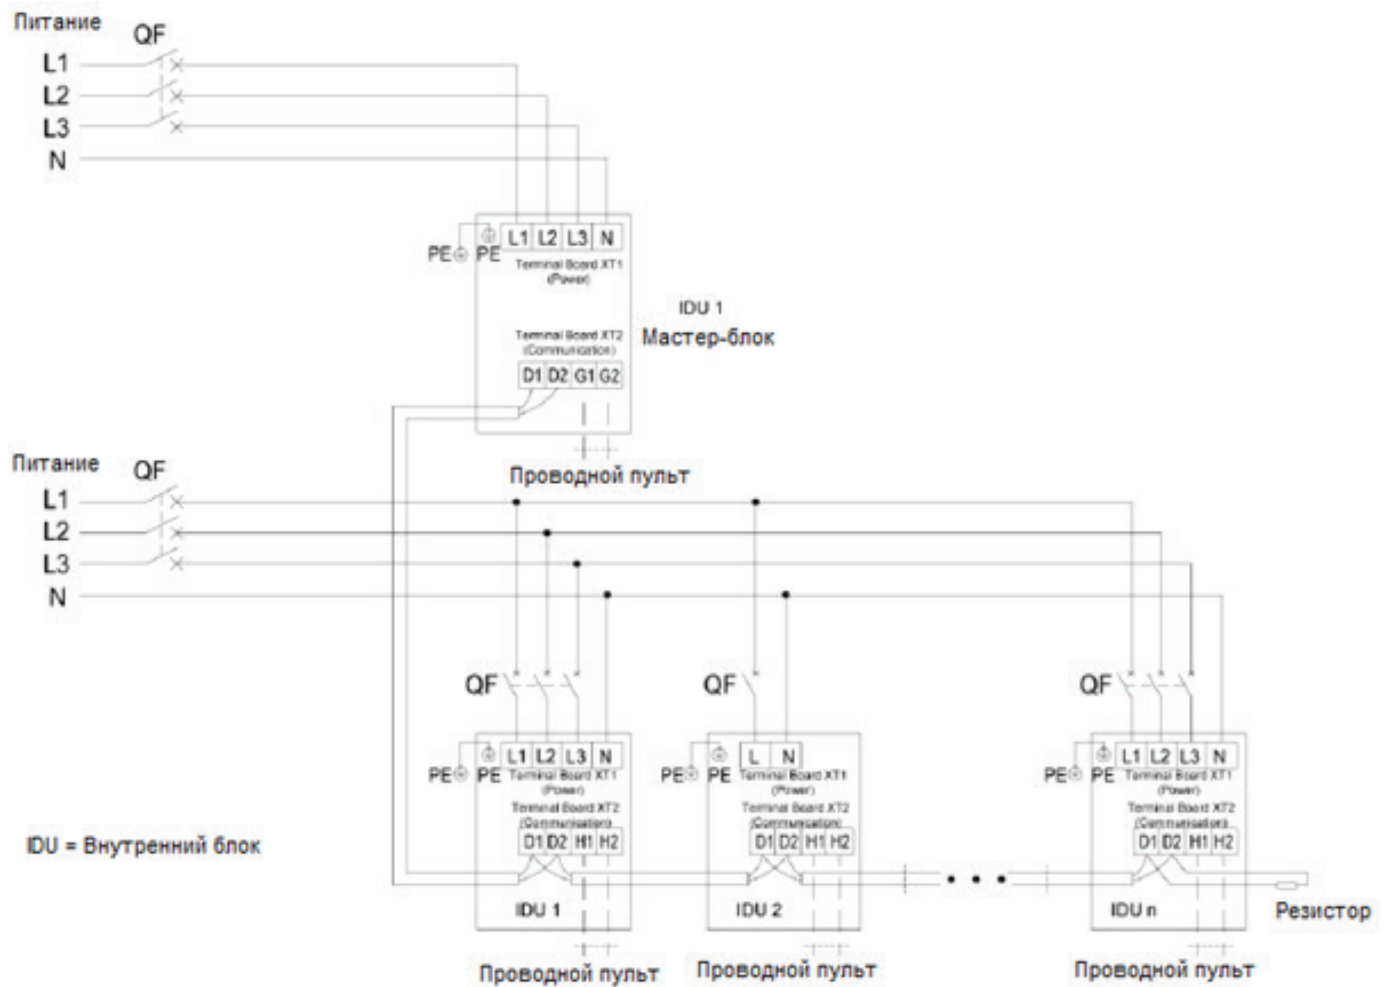 Питание
QF
L1
L2
L3
N
PE PE L1 L2 L3 N
Terminal Board XT1
(Power)
IDU 1
Мастер-блок
Terminal Board XT2
(Communication)
D1 D2 G1 G2
Проводной пульт
Питание
QF
L1
L2
L3
N
QF QF QF
L1 L2 L3 N
PE PE
Terminal Board XT1
(Power)
Terminal Board XT2
(Communication)
D1 D2 H1 H2
IDU 1
Проводной пульт
L N
PE PE
Terminal Board XT1
(Power)
Terminal Board XT2
(Communication)
D1 D2 H1 H2
IDU 2
Проводной пульт
L1 L2 L3 N
PE PE
Terminal Board XT1
(Power)
Terminal Board XT2
(Communication)
D1 D2 H1 H2
IDU n
Проводной пульт
Резистор
IDU = Внутренний блок